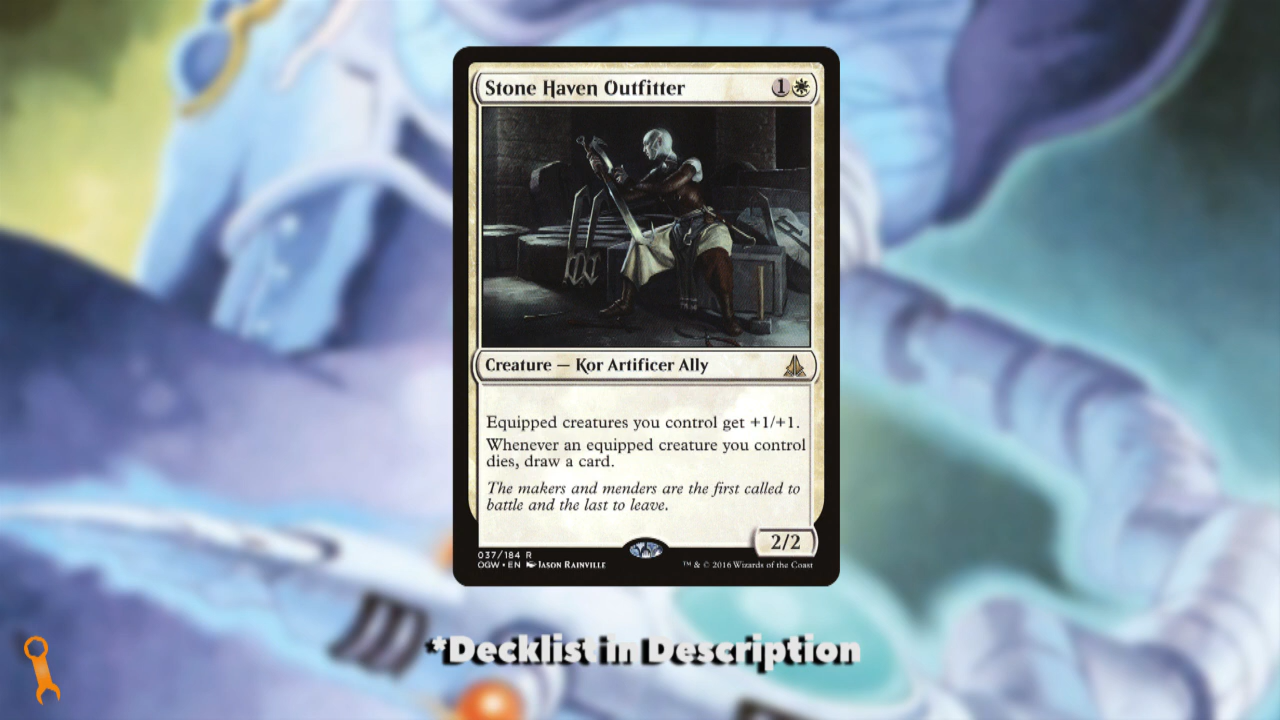 Stone Haven Outfitter 1
Creature — Kor Artificer Ally
Equipped creatures you control get +1/+1.
Whenever an equipped creature you control
dies, draw a card.
The makers and menders are the first called to
battle and the last to leave.
2/2
037/184 R
OGW • EN Jason Rainville ™ & © 2016 Wizards of the Coast
*Decklist in Description